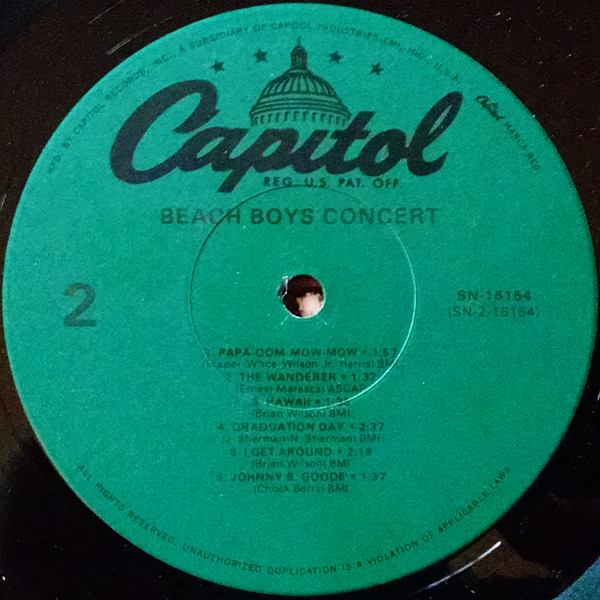 MFD. BY CAPITOL RECORDS, INC., A SUBSIDIARY OF CAPITOL INDUSTRIES-EMI, INC., U.S.A.
Capitol MARCA REG.
Capitol
REG. U.S. PAT. OFF.
BEACH BOYS CONCERT
2
SN-16154
(SN-2-16154)
1. PAPA-OOM-MOW-MOW • 1:57
White-Wilson Jr.-Harris) BMI
2. THE WANDERER • 1:37
(Ernest Maresca) ASCAP
3. HAWAII •
(Brian Wilson) BMI
4. GRADUATION DAY • 2:37
(J. Sherman-N. Sherman) BMI
5. I GET AROUND • 2:18
(Brian Wilson) BMI
6. JOHNNY B. GOODE • 1:37
(Chuck Berry) BMI
ALL RIGHTS RESERVED. UNAUTHORIZED DUPLICATION IS A VIOLATION OF APPLICABLE LAWS